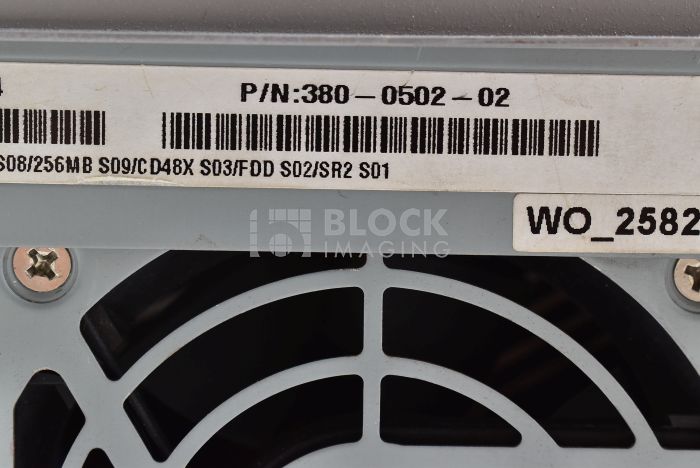 P/N:380-0502-02
S08/256MB S09/CD48X S03/FDD S02/SR2 S01
BLOCK
IMAGING
WO_2582